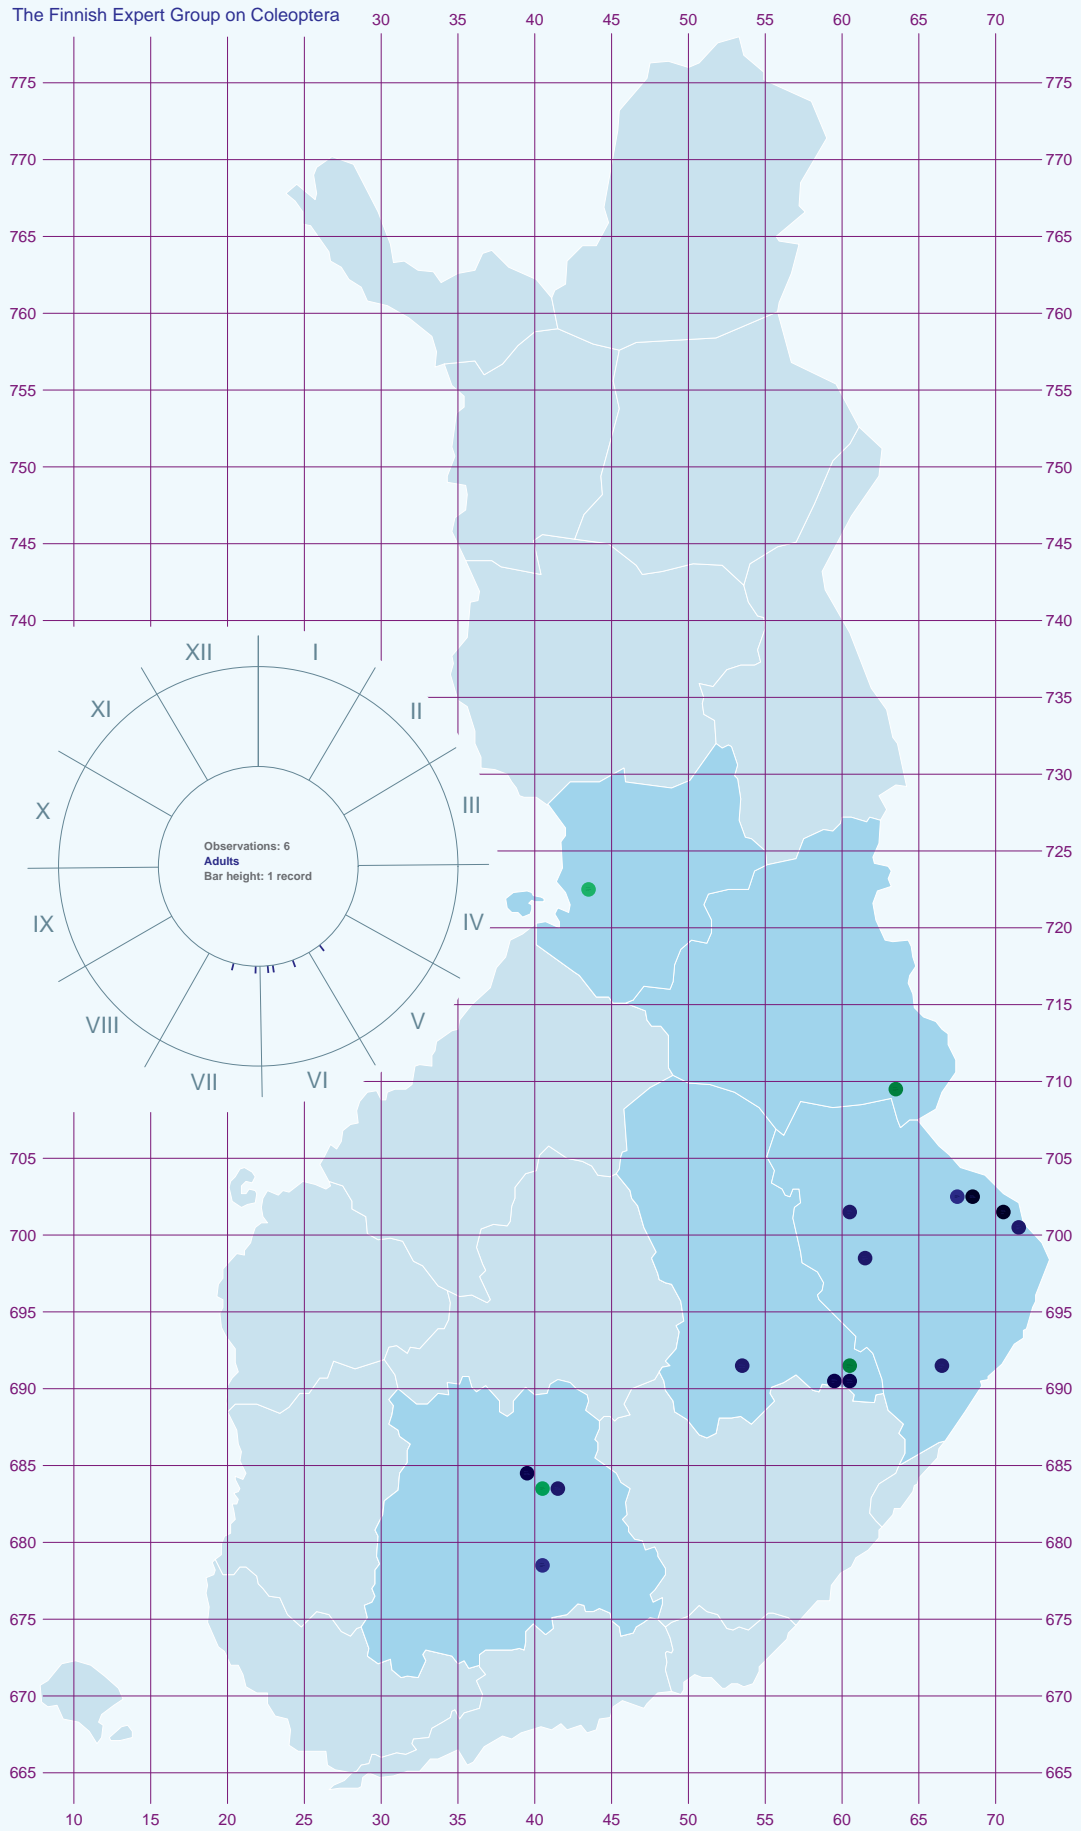 The Finnish Expert Group on Coleoptera
30 35 40 45 50 55 60 65 70
775 775
770 770
765 765
760 760
755 755
750 750
745 745
740 740
XII I
XI II
735
730
X III
725
Observations: 6
Adults
Bar height: 1 record
IX IV
720
715
VIII V
VII VI
710
705 705
700 700
695 695
690 690
685 685
680 680
675 675
670 670
665 665
10 15 20 25 30 35 40 45 50 55 60 65 70